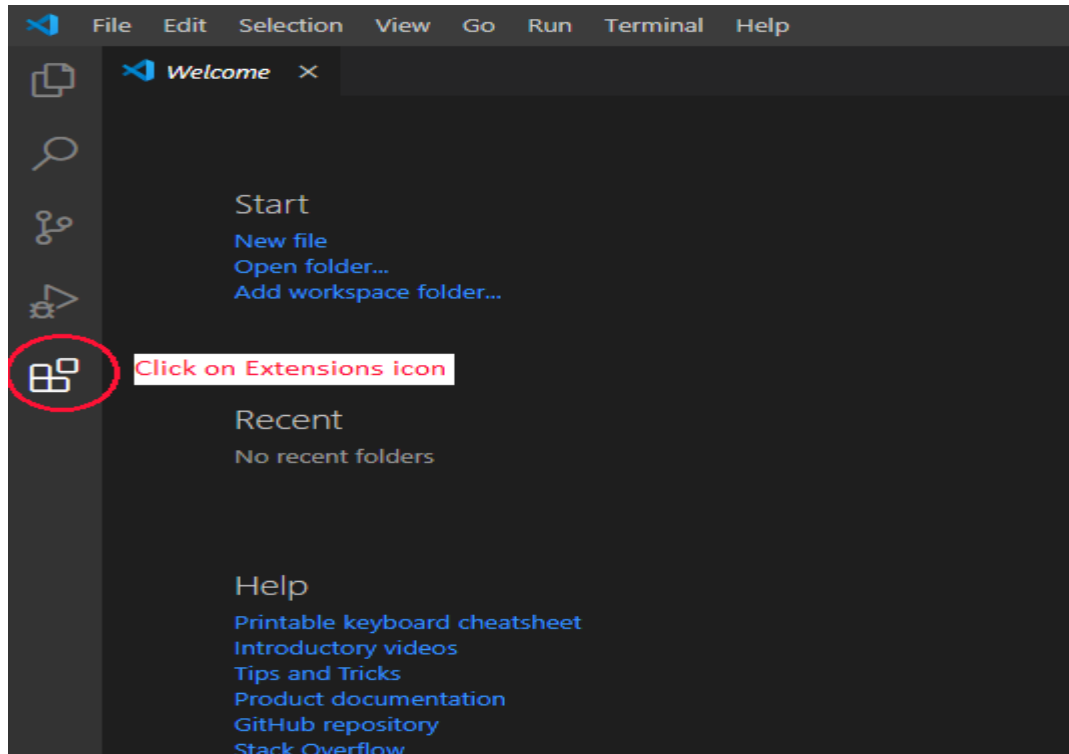 File Edit Selection View Go Run Terminal Help
Welcome
Start
New file
Open folder...
Add workspace folder...
Click on Extensions icon
Recent
No recent folders
Help
Printable keyboard cheatsheet
Introductory videos
Tips and Tricks
Product documentation
GitHub repository
Stack Overflow